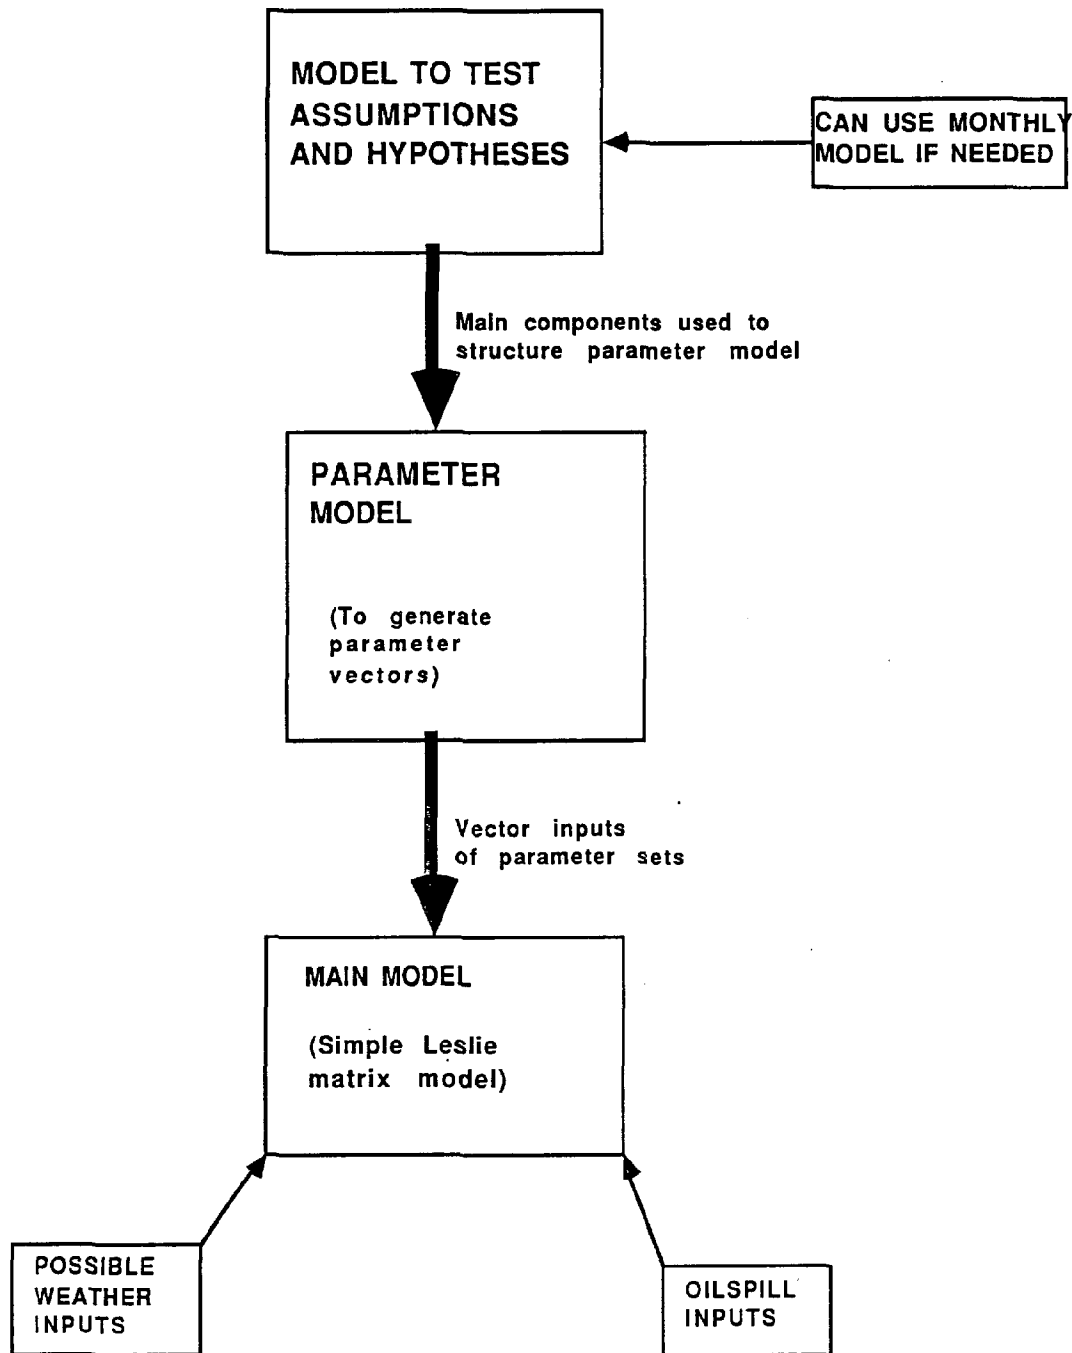 MODEL TO TEST
ASSUMPTIONS
AND HYPOTHESES
CAN USE MONTHLY
MODEL IF NEEDED
Main components used to
structure parameter model
PARAMETER
MODEL
(To generate
parameter
vectors)
Vector inputs
of parameter sets
MAIN MODEL
(Simple Leslie
matrix model)
POSSIBLE
WEATHER
INPUTS
OILSPILL
INPUTS